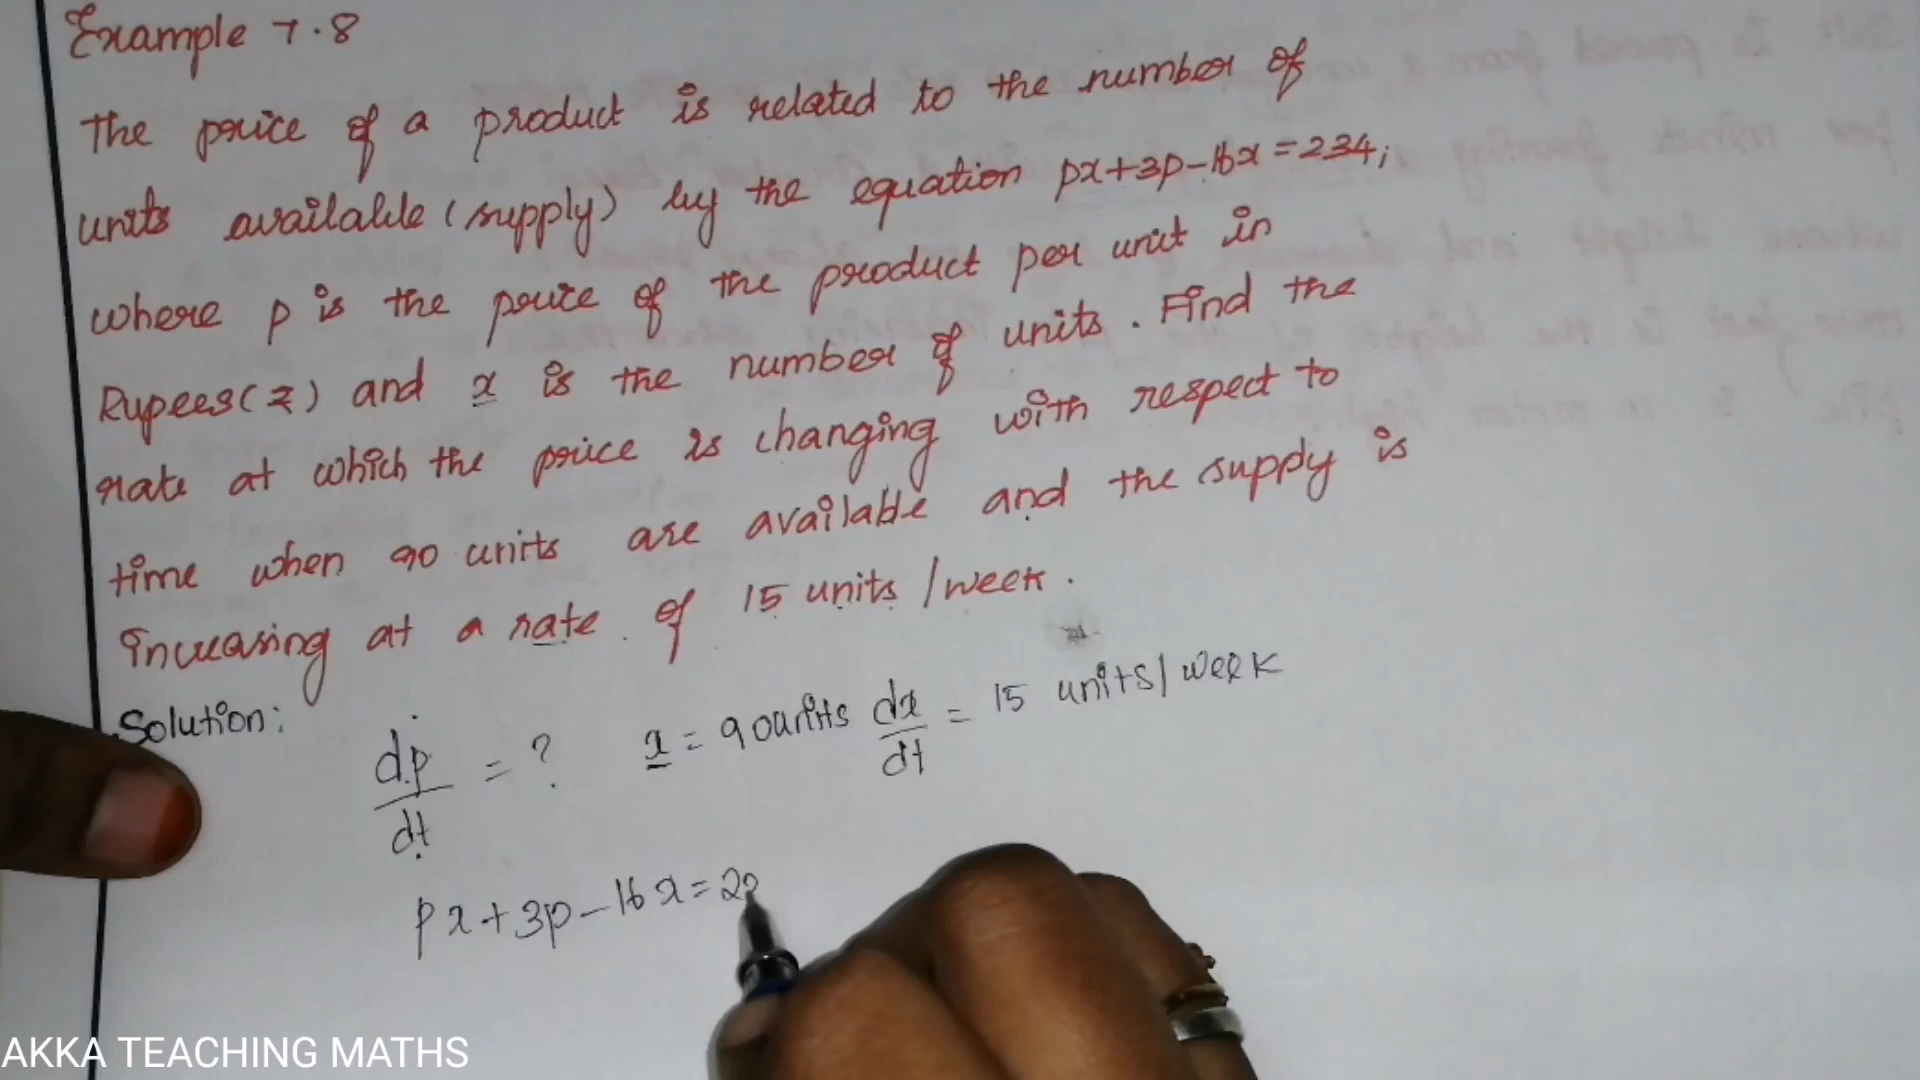 Example 7.8
The price of a product is related to the number of
units available (supply) by the equation px+3p-16x=234;
where p is the price of the product per unit in
Rupees(₹) and x is the number of units. Find the
rate at which the price is changing with respect to
time when 90 units are available and the supply is
increasing at a rate of 15 units /week.
Solution:
dp/dt = ? x = 90units dx/dt = 15 units/week
px+3p-16x=23
AKKA TEACHING MATHS